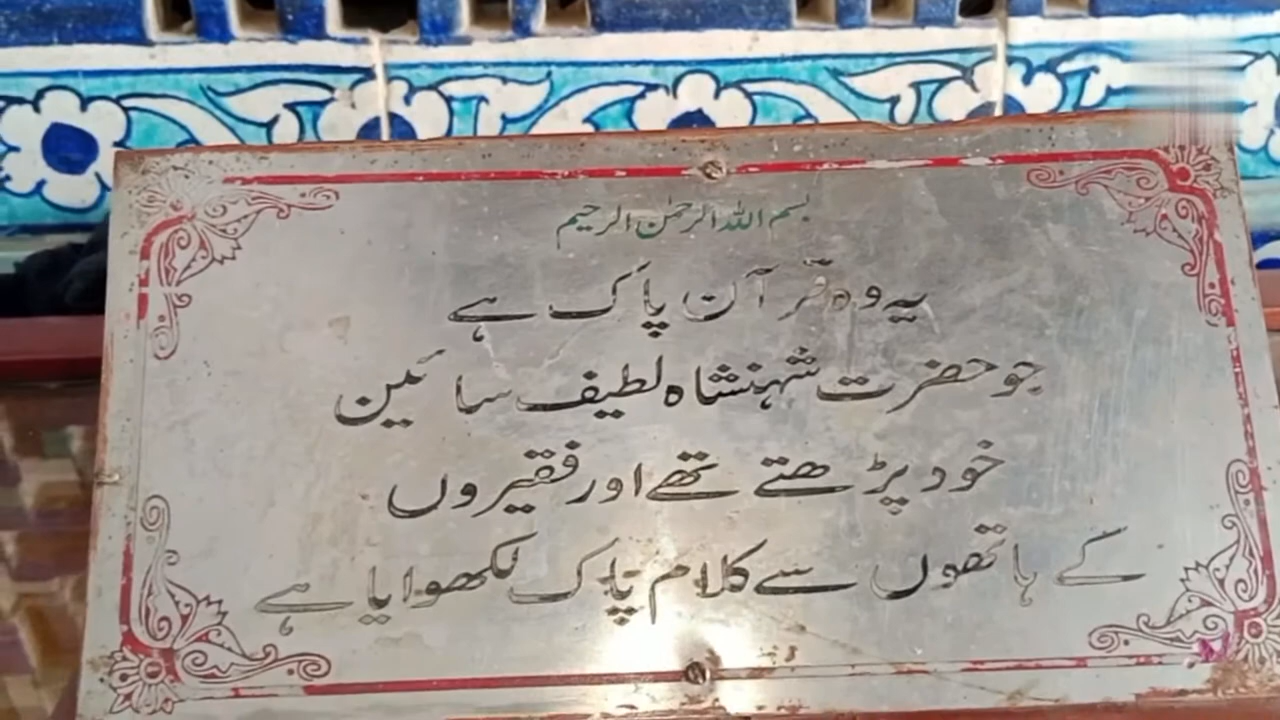 بسم اللہ الرحمٰن الرحیم
یہ وہ قرآن پاک ہے
جو حضرت شہنشاہ لطیف سائین
خود پڑھتے تھے اور فقیروں
کے ہاتھوں سے کلام پاک لکھوایا ہے